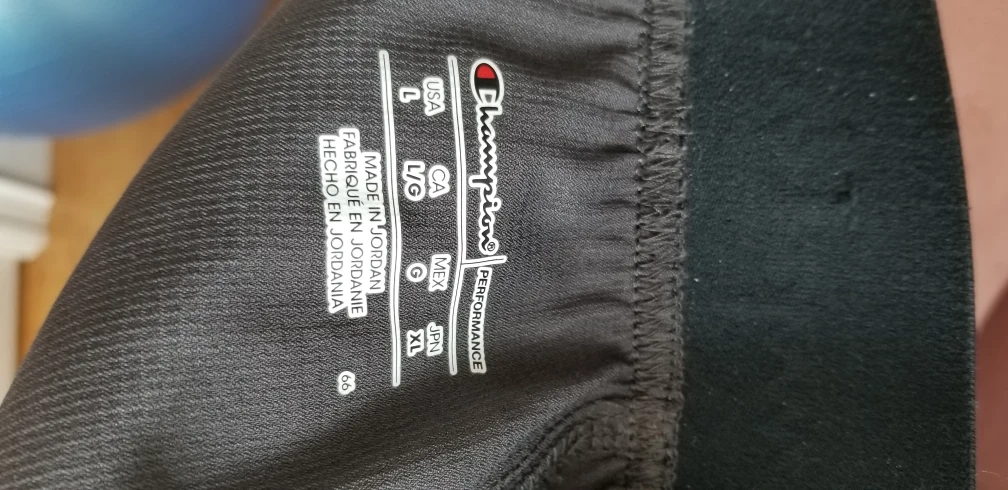 Champion® PERFORMANCE
USA CA MEX JPN
L L/G G XL
MADE IN JORDAN
FABRIQUÉ EN JORDANIE
HECHO EN JORDANIA
66